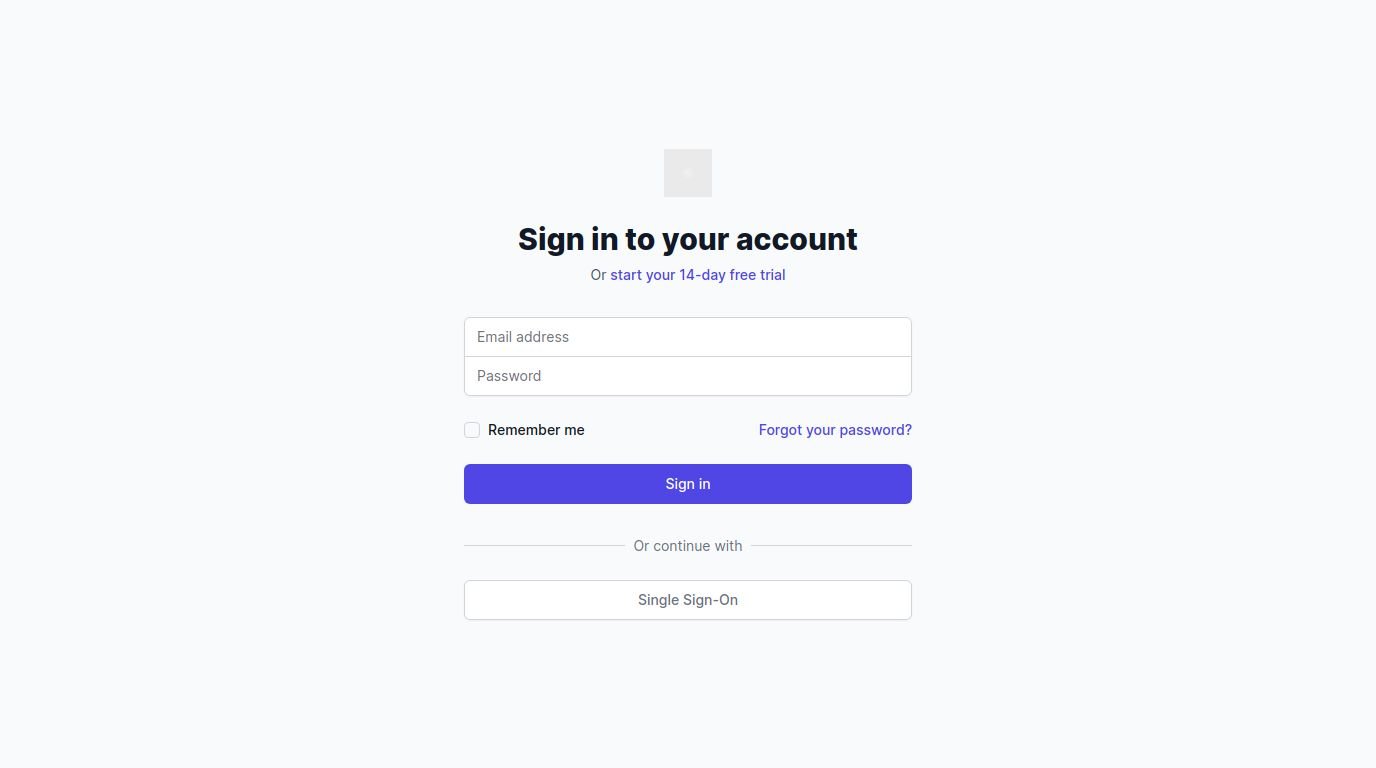 Sign in to your account
Or start your 14-day free trial
Email address
Password
Remember me
Forgot your password?
Sign in
Or continue with
Single Sign-On